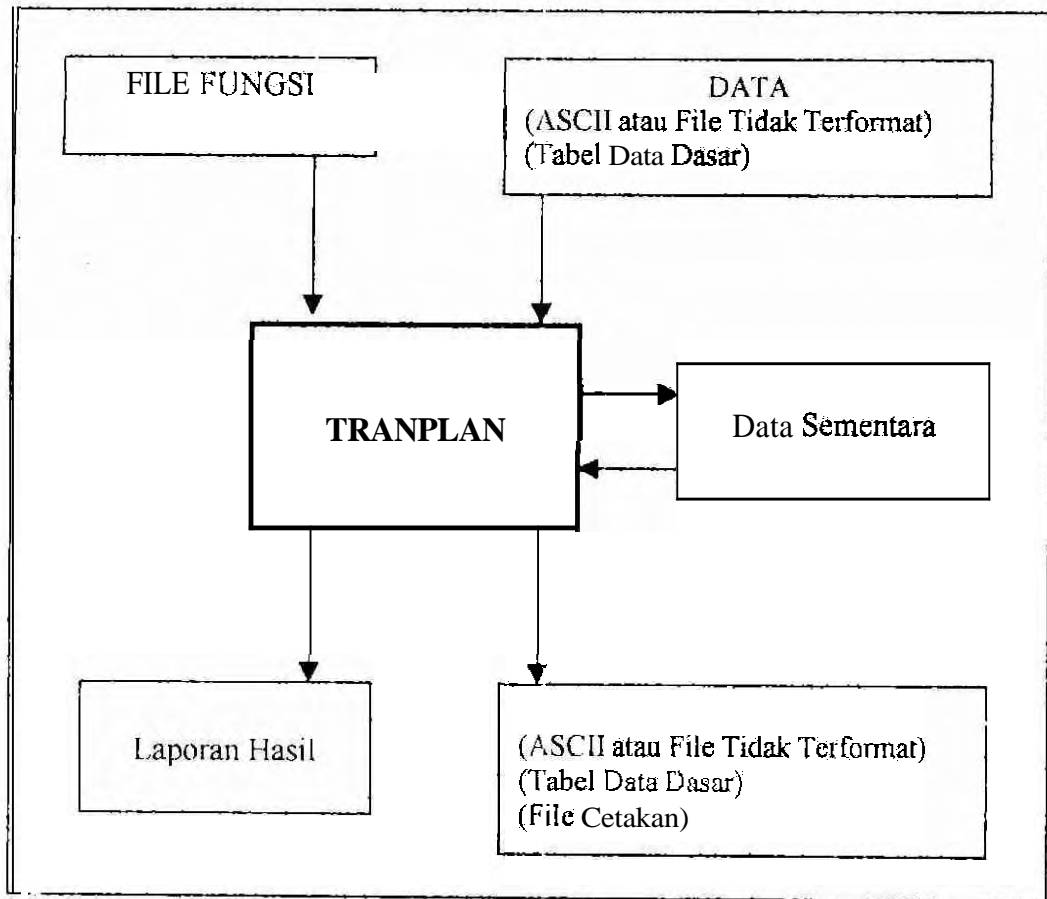 FILE FUNGSI
DATA
(ASCII atau File Tidak Terformat)
(Tabel Data Dasar)
TRANPLAN
Data Sementara
Laporan Hasil
(ASCII atau File Tidak Terformat)
(Tabel Data Dasar)
(File Cetakan)